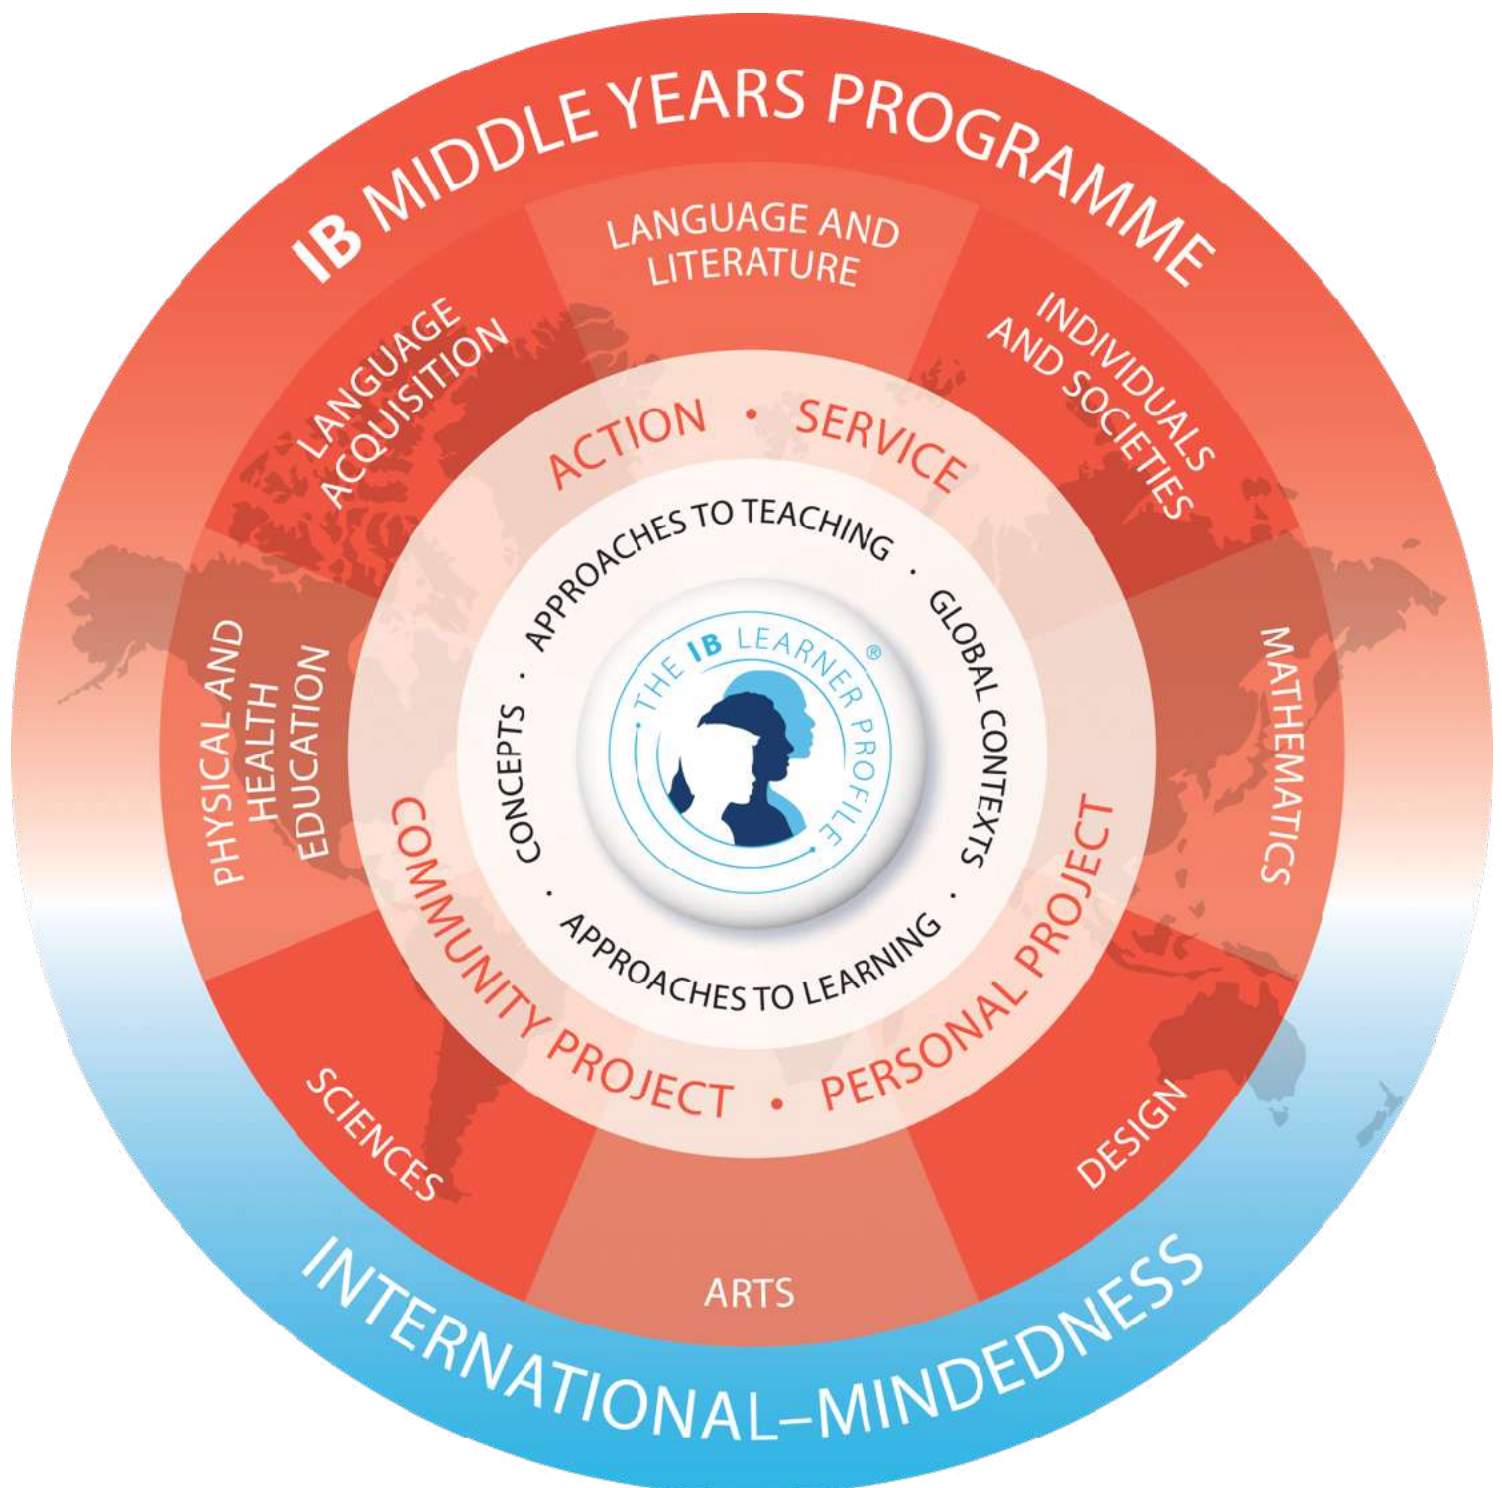 IB MIDDLE YEARS PROGRAMME
LANGUAGE AND
LITERATURE
INDIVIDUALS
AND SOCIETIES
MATHEMATICS
DESIGN
ARTS
SCIENCES
PHYSICAL AND
HEALTH
EDUCATION
LANGUAGE
ACQUISITION
ACTION • SERVICE
PERSONAL PROJECT • COMMUNITY PROJECT
APPROACHES TO TEACHING · GLOBAL CONTEXTS · APPROACHES TO LEARNING · CONCEPTS ·
THE IB LEARNER PROFILE ®
INTERNATIONAL–MINDEDNESS